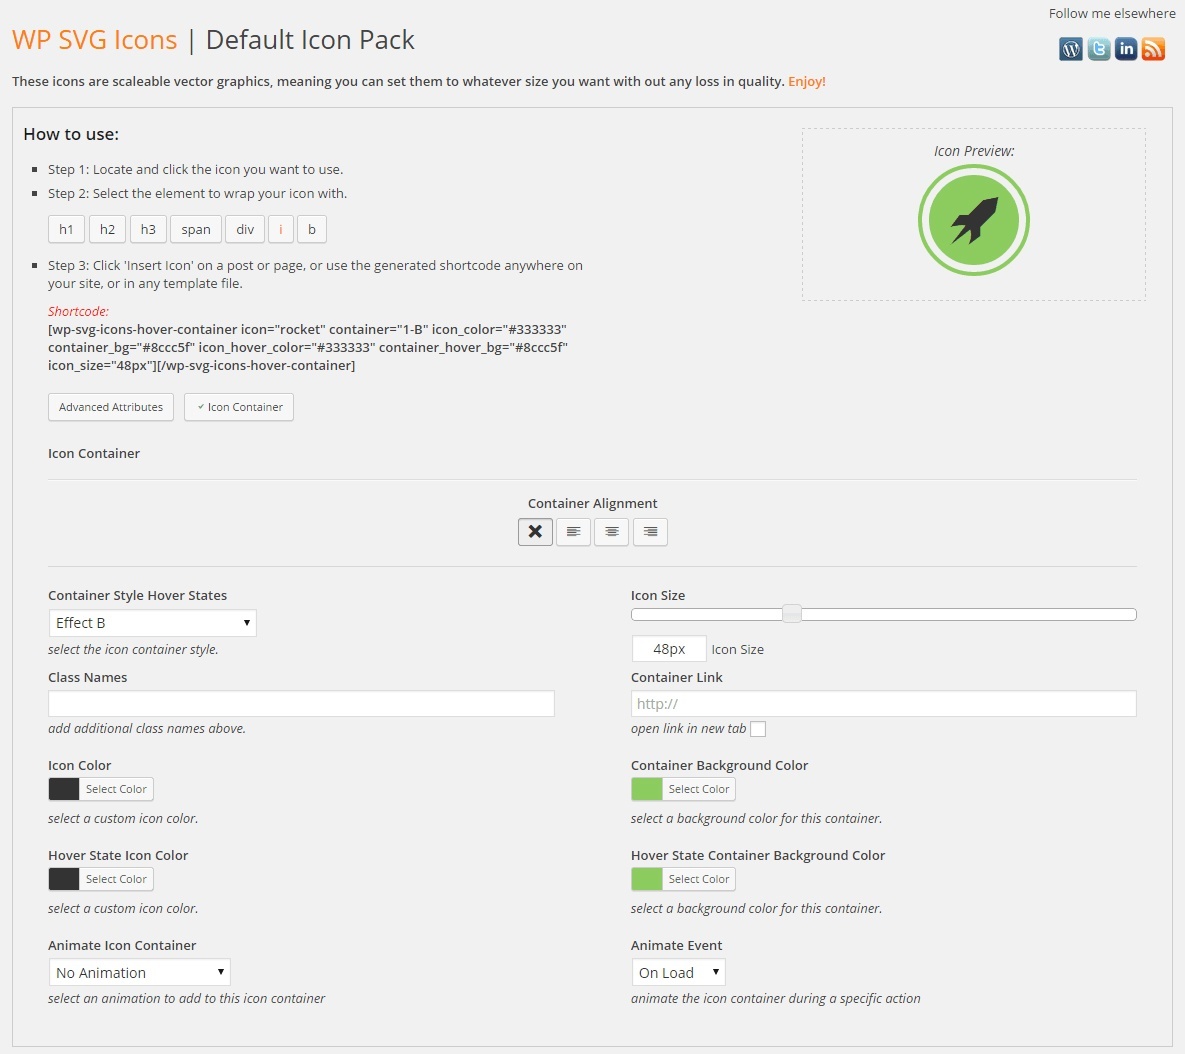 Follow me elsewhere
WP SVG Icons | Default Icon Pack
These icons are scaleable vector graphics, meaning you can set them to whatever size you want with out any loss in quality. Enjoy!
How to use:
Icon Preview:
Step 1: Locate and click the icon you want to use.
Step 2: Select the element to wrap your icon with.
h1 h2 h3 span div i b
Step 3: Click 'Insert Icon' on a post or page, or use the generated shortcode anywhere on
your site, or in any template file.
Shortcode:
[wp-svg-icons-hover-container icon="rocket" container="1-B" icon_color="#333333"
container_bg="#8ccc5f" icon_hover_color="#333333" container_hover_bg="#8ccc5f"
icon_size="48px"][/wp-svg-icons-hover-container]
Advanced Attributes ✓ Icon Container
Icon Container
Container Alignment
Container Style Hover States
Effect B
select the icon container style.
Icon Size
48px Icon Size
Class Names
add additional class names above.
Container Link
http://
open link in new tab
Icon Color
Select Color
select a custom icon color.
Container Background Color
Select Color
select a background color for this container.
Hover State Icon Color
Select Color
select a custom icon color.
Hover State Container Background Color
Select Color
select a background color for this container.
Animate Icon Container
No Animation
select an animation to add to this icon container
Animate Event
On Load
animate the icon container during a specific action